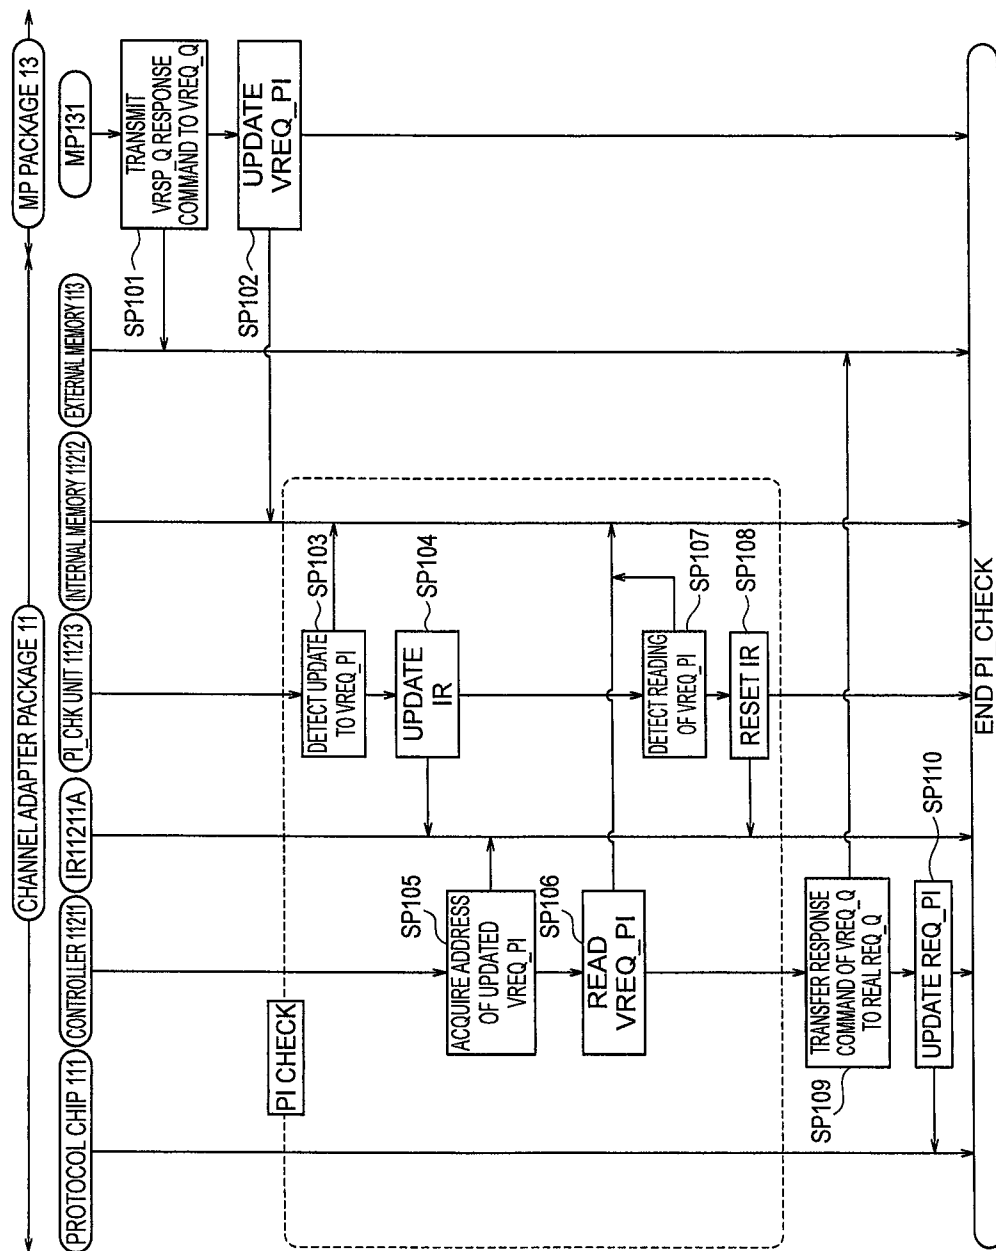 CHANNEL ADAPTER PACKAGE 11
MP PACKAGE 13
PROTOCOL CHIP 111
CONTROLLER 11211
IR11211A
PI_CHK UNIT 11213
INTERNAL MEMORY 11212
EXTERNAL MEMORY 113
MP131
TRANSMIT
VRSP_Q RESPONSE
COMMAND TO VREQ_Q
SP101
UPDATE
VREQ_PI
SP102
PI CHECK
DETECT UPDATE
TO VREQ_PI
SP103
UPDATE
IR
SP104
ACQUIRE ADDRESS
OF UPDATED
VREQ_PI
SP105
READ
VREQ_PI
SP106
DETECT READING
OF VREQ_PI
SP107
RESET IR
SP108
TRANSFER RESPONSE
COMMAND OF VREQ_Q
TO REAL REQ_Q
SP109
UPDATE REQ_PI
SP110
END PI_CHECK